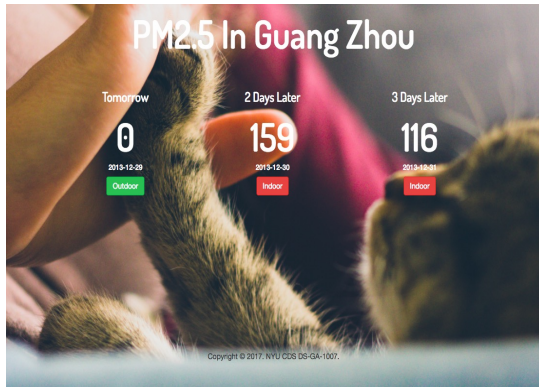 PM2.5 In Guang Zhou
Tomorrow 2 Days Later 3 Days Later
0 159 116
2013-12-29 2013-12-30 2013-12-31
Outdoor Indoor Indoor
Copyright © 2017. NYU CDS DS-GA-1007.